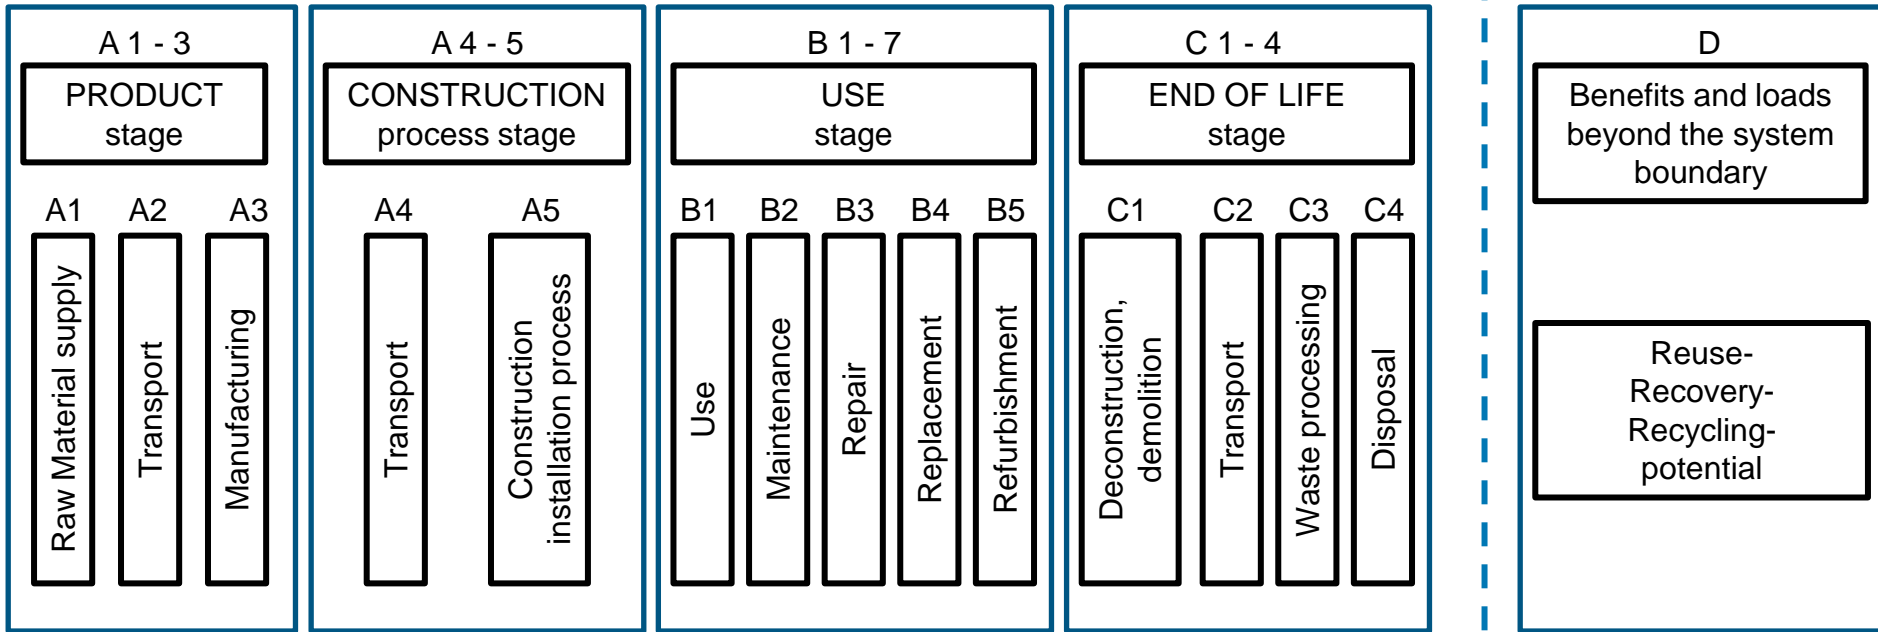 A 1 - 3
PRODUCT
stage
A1
A2
A3
Raw Material supply
Transport
Manufacturing
A 4 - 5
CONSTRUCTION
process stage
A4
A5
Transport
Construction
installation process
B 1 - 7
USE
stage
B1
B2
B3
B4
B5
Use
Maintenance
Repair
Replacement
Refurbishment
C 1 - 4
END OF LIFE
stage
C1
C2
C3
C4
Deconstruction,
demolition
Transport
Waste processing
Disposal
D
Benefits and loads
beyond the system
boundary
Reuse-
Recovery-
Recycling-
potential